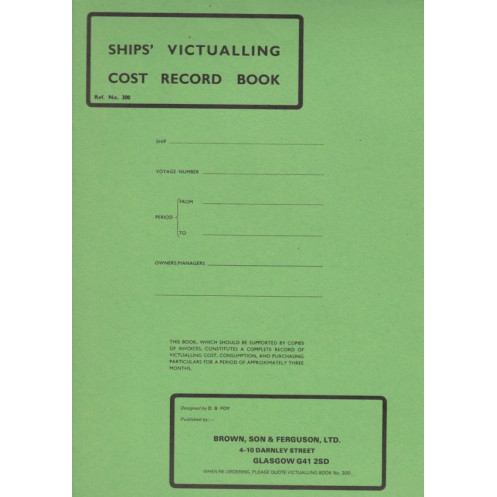 SHIPS' VICTUALLING
COST RECORD BOOK
Ref. No. 300
SHIP
VOYAGE NUMBER
FROM
PERIOD
TO
OWNERS/MANAGERS
THIS BOOK, WHICH SHOULD BE SUPPORTED BY COPIES
OF INVOICES, CONSTITUTES A COMPLETE RECORD OF
VICTUALLING COST, CONSUMPTION, AND PURCHASING
PARTICULARS FOR A PERIOD OF APPROXIMATELY THREE
MONTHS.
Designed by D. B. FOY
Published by:—
BROWN, SON & FERGUSON, LTD.
4-10 DARNLEY STREET
GLASGOW G41 2SD
WHEN RE-ORDERING, PLEASE QUOTE VICTUALLING BOOK No. 300.